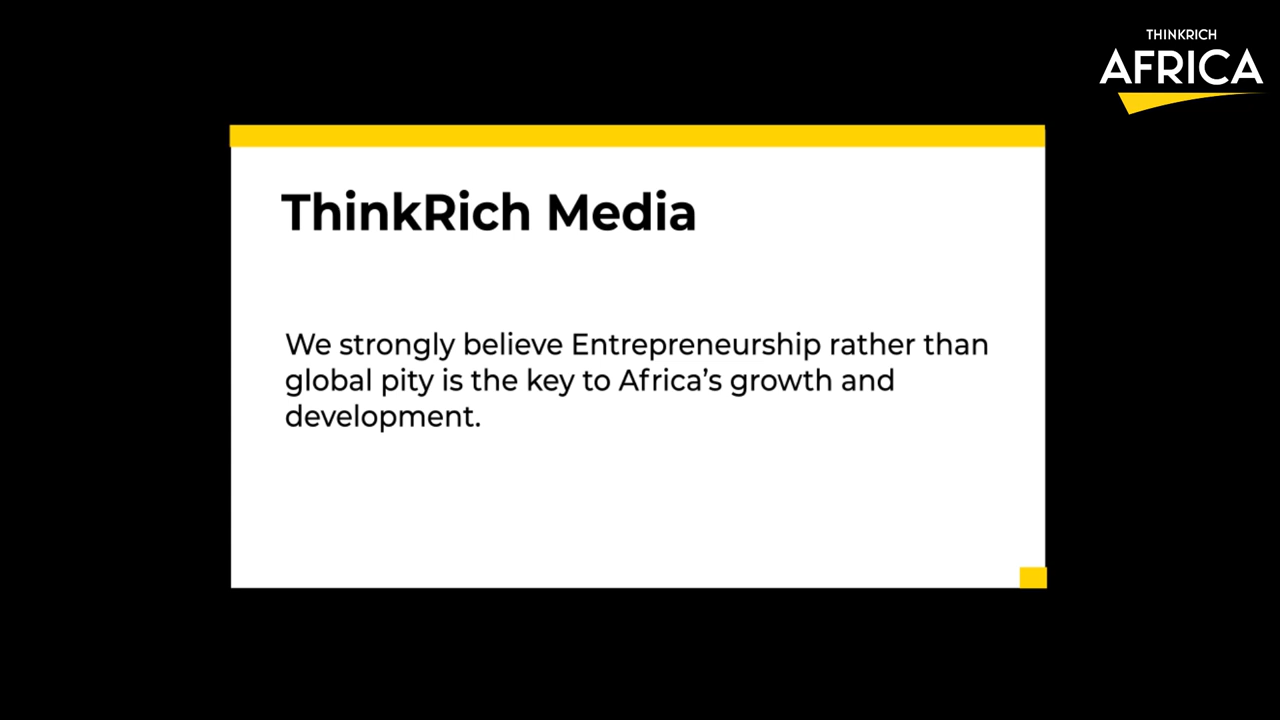 THINKRICH
AFRICA
ThinkRich Media
We strongly believe Entrepreneurship rather than
global pity is the key to Africa’s growth and
development.